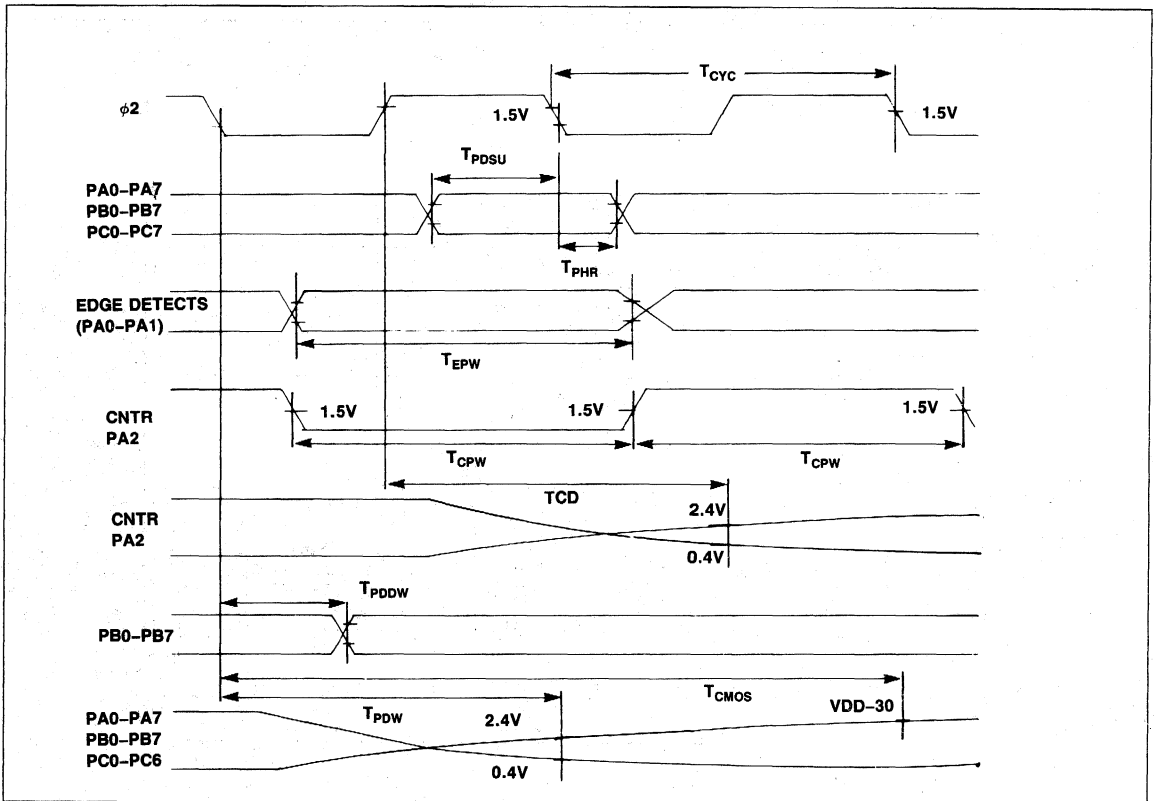 TCYC
φ2
1.5V
1.5V
TPDSU
PA0–PA7
PB0–PB7
PC0–PC7
TPHR
EDGE DETECTS
(PA0–PA1)
TEPW
CNTR
PA2
1.5V
1.5V
1.5V
TCPW
TCPW
TCD
CNTR
PA2
2.4V
0.4V
TPDDW
PB0–PB7
TCMOS
TPDW
VDD–30
PA0–PA7
PB0–PB7
PC0–PC6
2.4V
0.4V